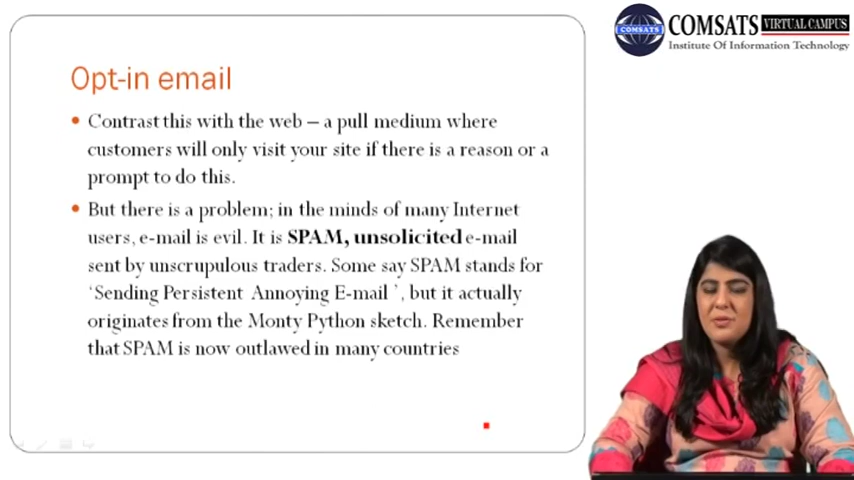 COMSATS
COMSATS VIRTUAL CAMPUS
Institute Of Information Technology
Opt-in email
• Contrast this with the web – a pull medium where
customers will only visit your site if there is a reason or a
prompt to do this.
• But there is a problem; in the minds of many Internet
users, e-mail is evil. It is SPAM, unsolicited e-mail
sent by unscrupulous traders. Some say SPAM stands for
‘Sending Persistent Annoying E-mail ’, but it actually
originates from the Monty Python sketch. Remember
that SPAM is now outlawed in many countries